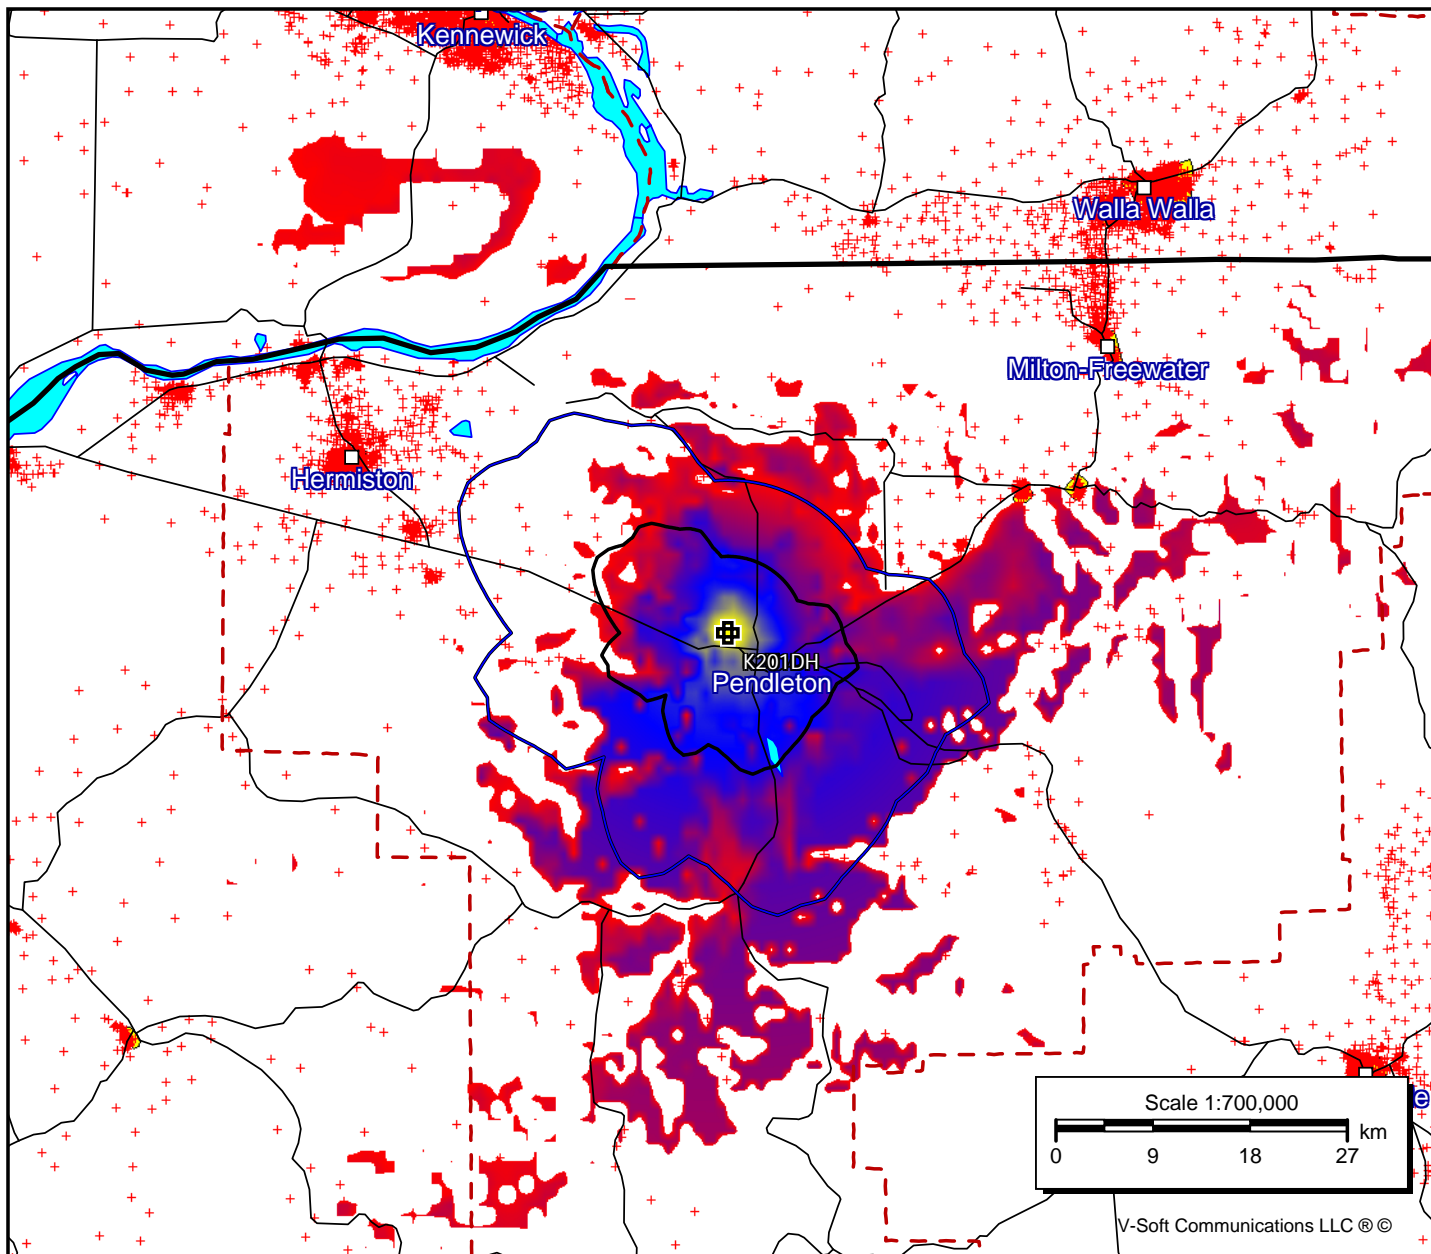 Kennewick
Walla Walla
Milton-Freewater
Hermiston
K201DH
Pendleton
e
Scale 1:700,000
km
0 9 18 27
V-Soft Communications LLC ® ©